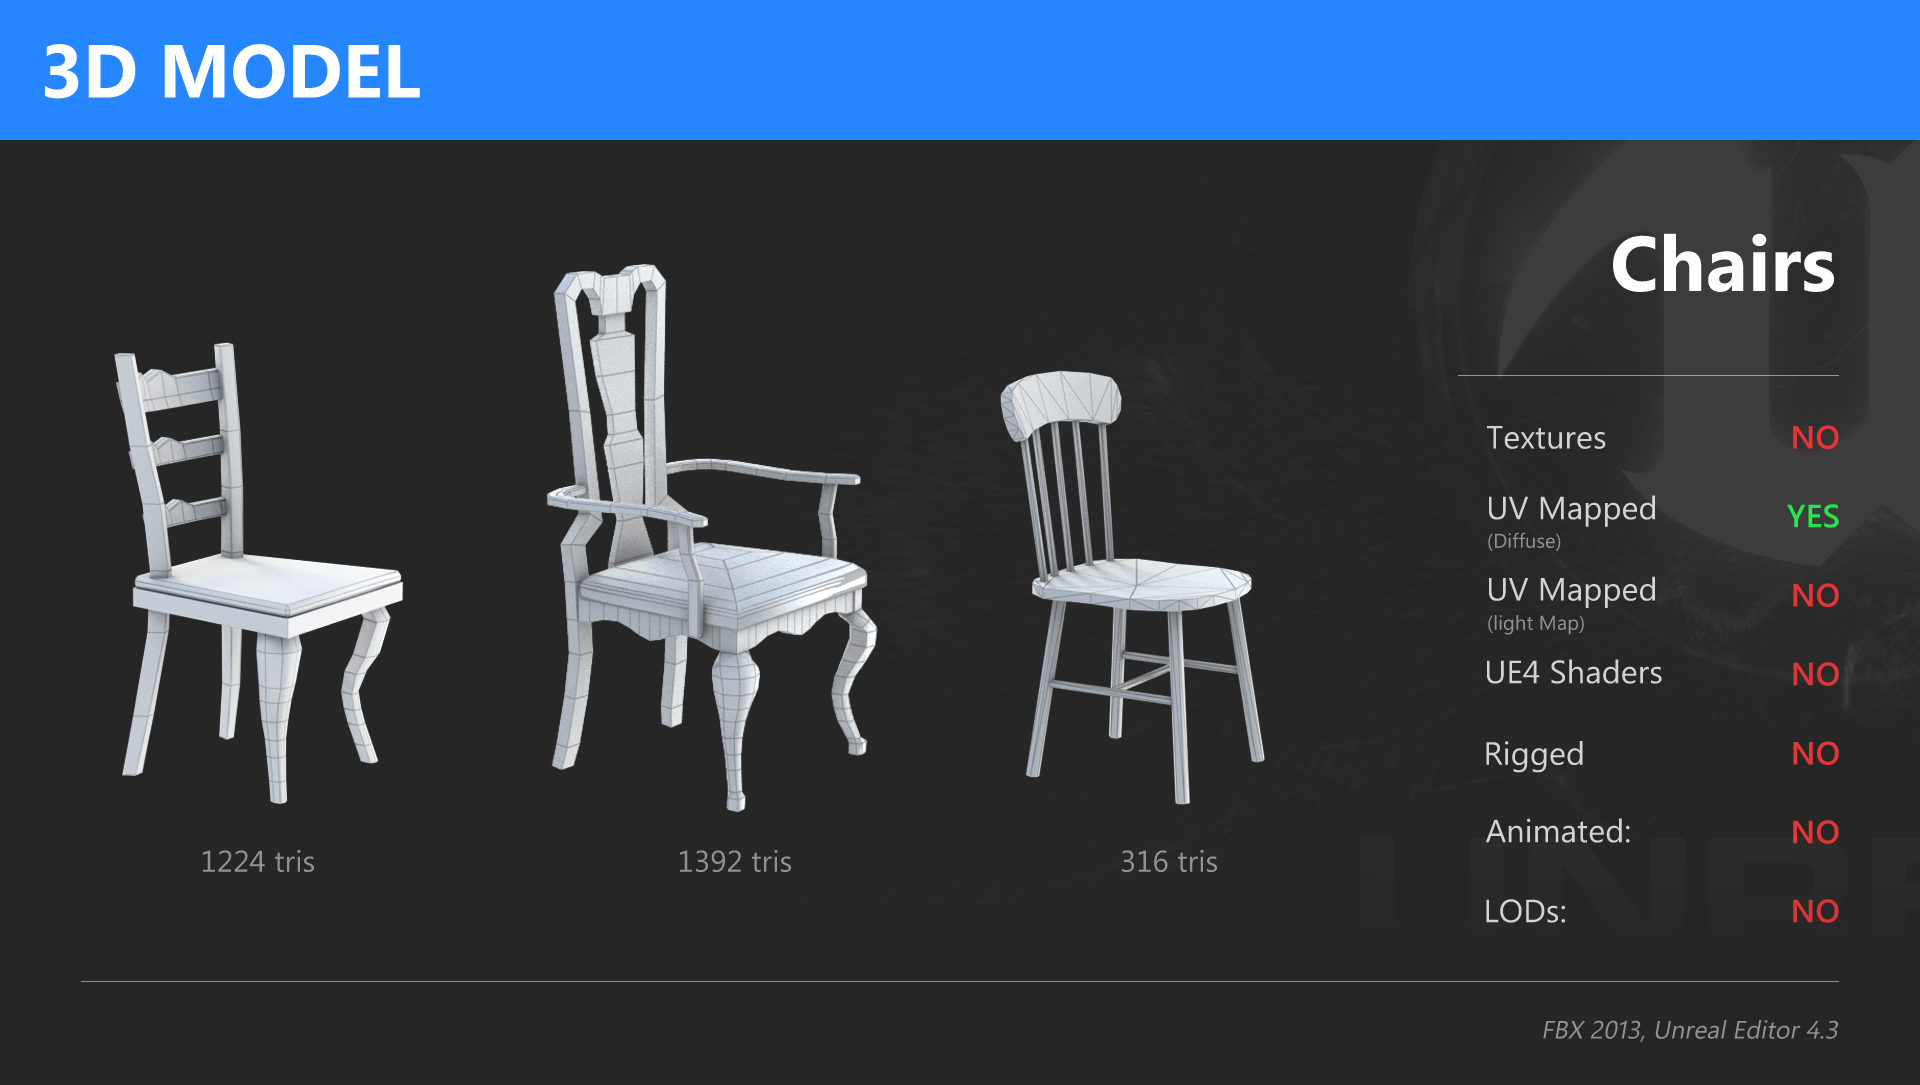 3D MODEL
Chairs
Textures NO
UV Mapped YES
(Diffuse)
UV Mapped NO
(light Map)
UE4 Shaders NO
Rigged NO
Animated: NO
LODs: NO
1224 tris
1392 tris
316 tris
FBX 2013, Unreal Editor 4.3